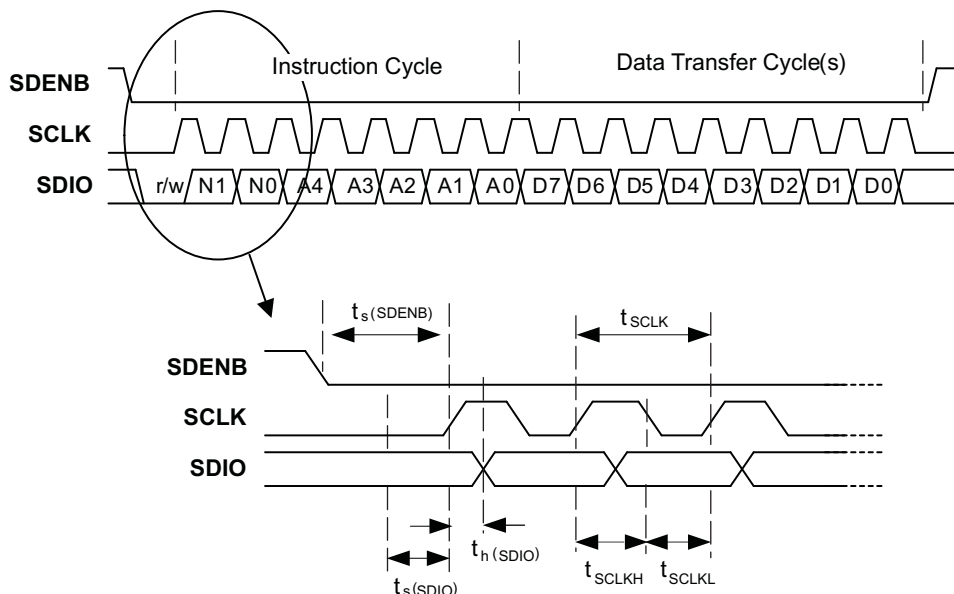 Instruction Cycle Data Transfer Cycle(s)
SDENB
SCLK
SDIO r/w N1 N0 A4 A3 A2 A1 A0 D7 D6 D5 D4 D3 D2 D1 D0
ts(SDENB) tSCLK
SDENB
SCLK
SDIO
th(SDIO)
ts(SDIO)
tSCLKH tSCLKL